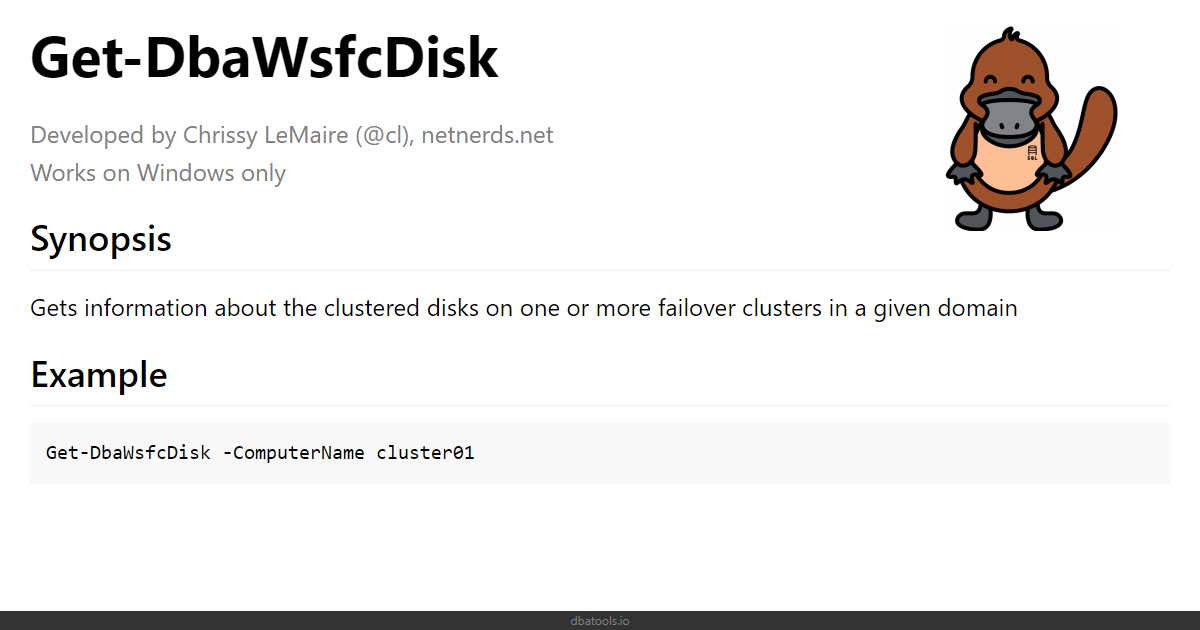 Get-DbaWsfcDisk
Developed by Chrissy LeMaire (@cl), netnerds.net
Works on Windows only
SQL
Synopsis
Gets information about the clustered disks on one or more failover clusters in a given domain
Example
Get-DbaWsfcDisk -ComputerName cluster01
dbatools.io